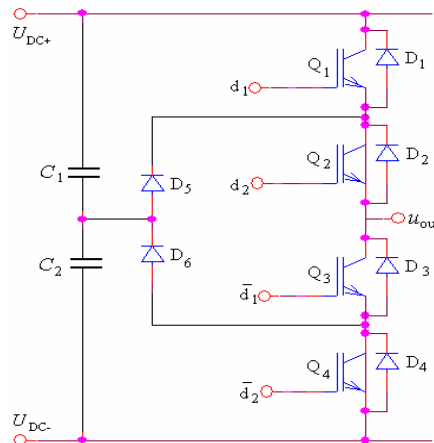 U_DC+
Q_1
D_1
d_1
Q_2
D_2
d_2
C_1
D_5
u_ou
C_2
D_6
Q_3
D_3
d̄_1
Q_4
D_4
d̄_2
U_DC-